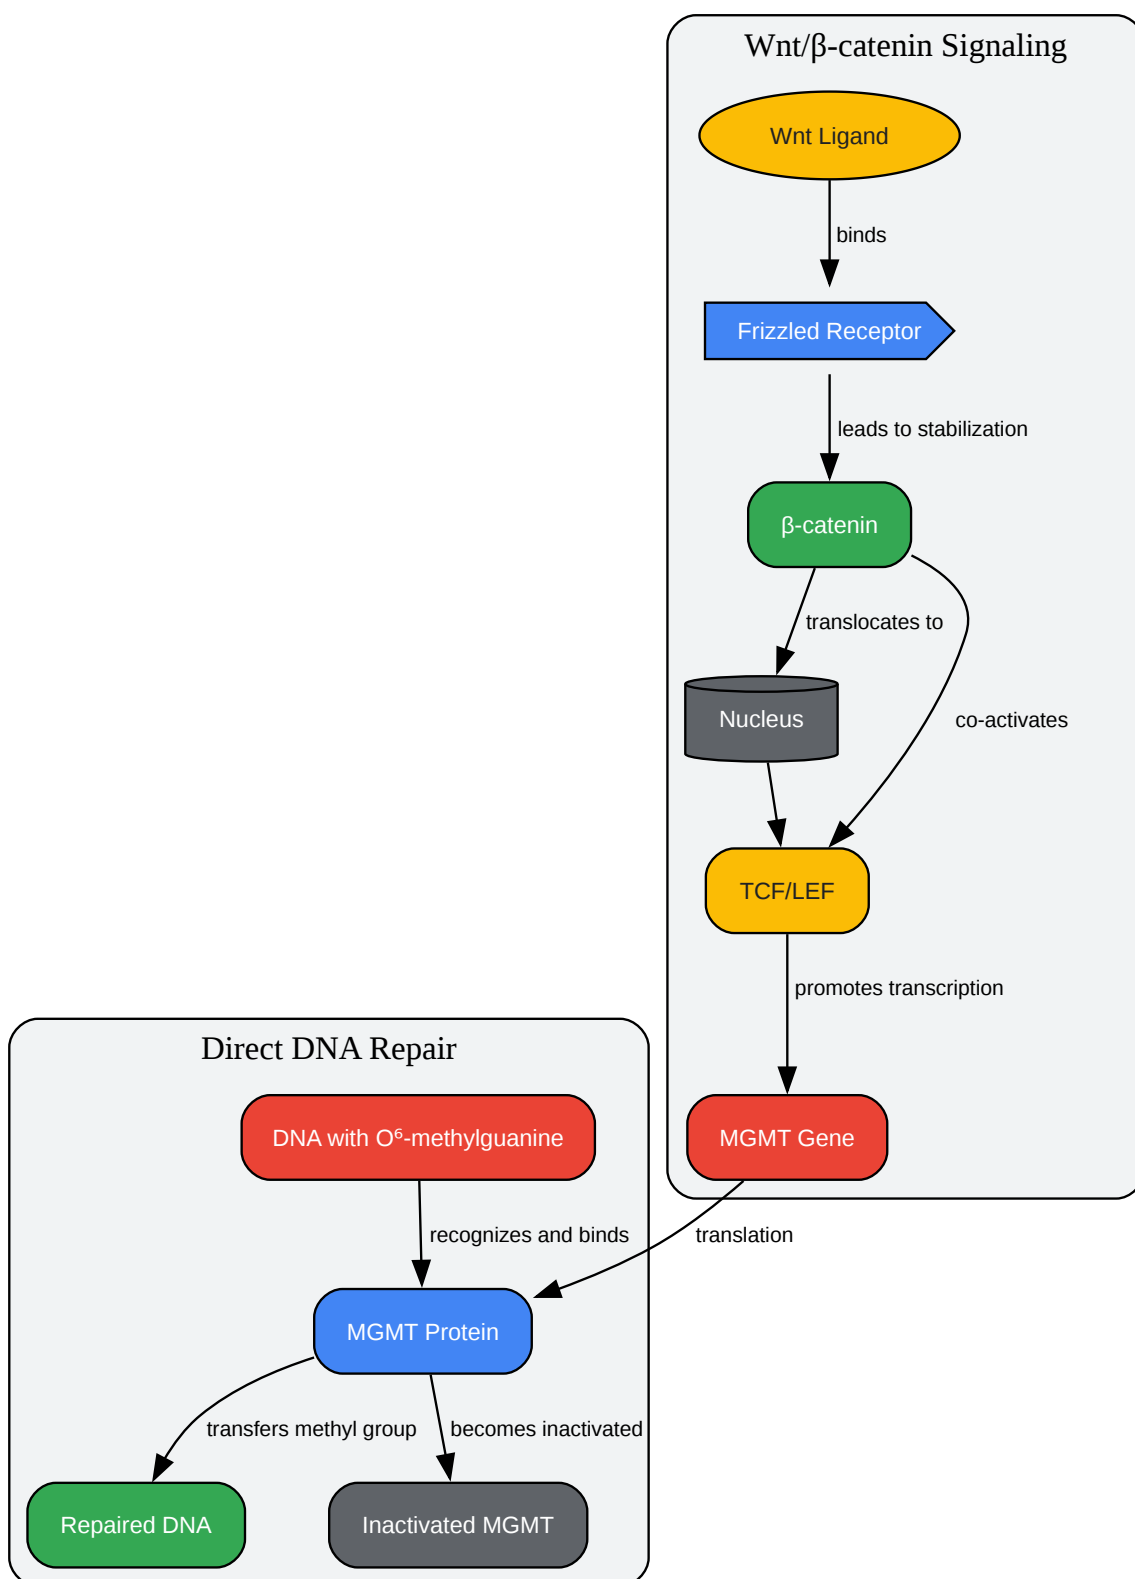 Wnt/β-catenin Signaling
Wnt Ligand
binds
Frizzled Receptor
leads to stabilization
β-catenin
translocates to
Nucleus
co-activates
TCF/LEF
promotes transcription
Direct DNA Repair
DNA with O⁶-methylguanine
MGMT Gene
recognizes and binds
translation
MGMT Protein
transfers methyl group
becomes inactivated
Repaired DNA
Inactivated MGMT